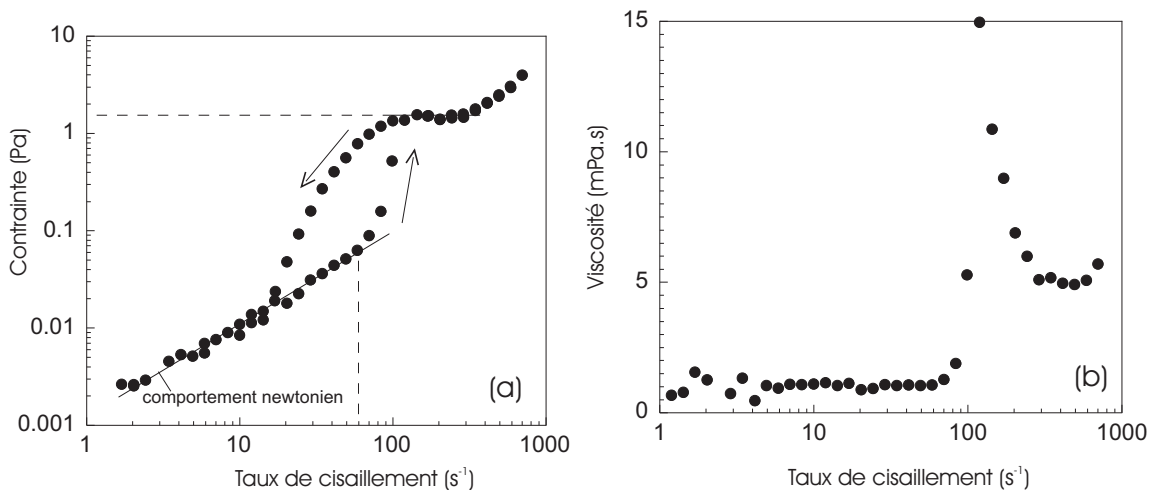 10
1
0.1
0.01
0.001
1
10
100
1000
Contrainte (Pa)
Taux de cisaillement (s⁻¹)
comportement newtonien
(a)
15
10
5
0
1
10
100
1000
Viscosité (mPa.s)
Taux de cisaillement (s⁻¹)
(b)